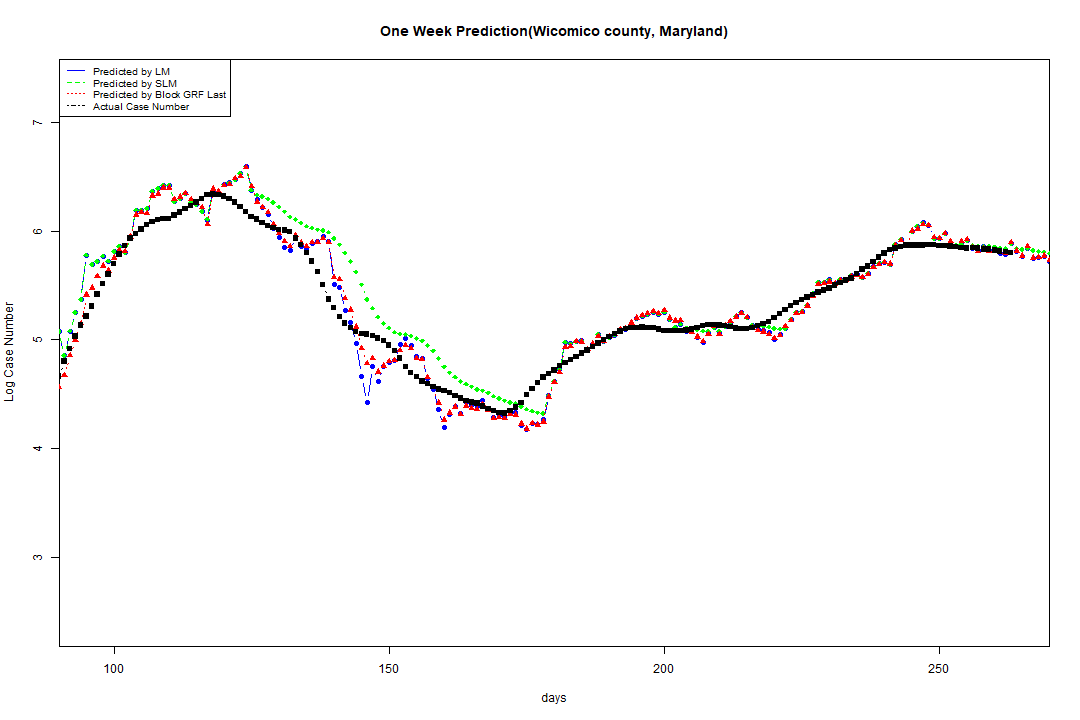 One Week Prediction(Wicomico county, Maryland)
Predicted by LM
Predicted by SLM
Predicted by Block GRF Last
Actual Case Number
7
6
5
4
3
Log Case Number
100
150
200
250
days